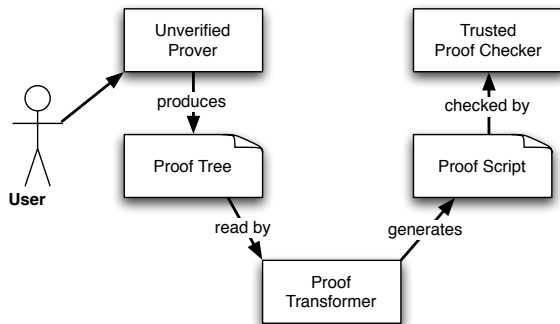 Unverified
Prover
Trusted
Proof Checker
produces
checked by
Proof Tree
Proof Script
User
read by
generates
Proof
Transformer